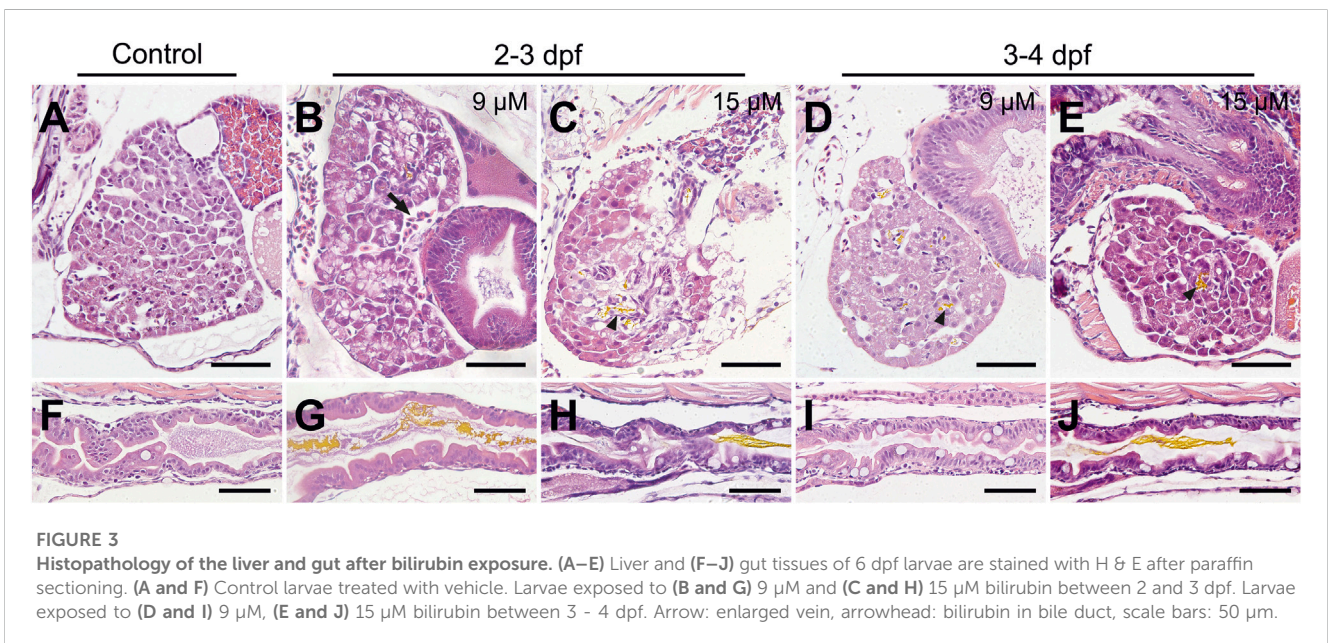 Control
2-3 dpf
3-4 dpf
A
B
9 µM
C
15 µM
D
9 µM
E
15 µM
F
G
H
I
J
FIGURE 3
Histopathology of the liver and gut after bilirubin exposure. (A–E) Liver and (F–J) gut tissues of 6 dpf larvae are stained with H & E after paraffin
sectioning. (A and F) Control larvae treated with vehicle. Larvae exposed to (B and G) 9 µM and (C and H) 15 µM bilirubin between 2 and 3 dpf. Larvae
exposed to (D and I) 9 µM, (E and J) 15 µM bilirubin between 3 - 4 dpf. Arrow: enlarged vein, arrowhead: bilirubin in bile duct, scale bars: 50 µm.